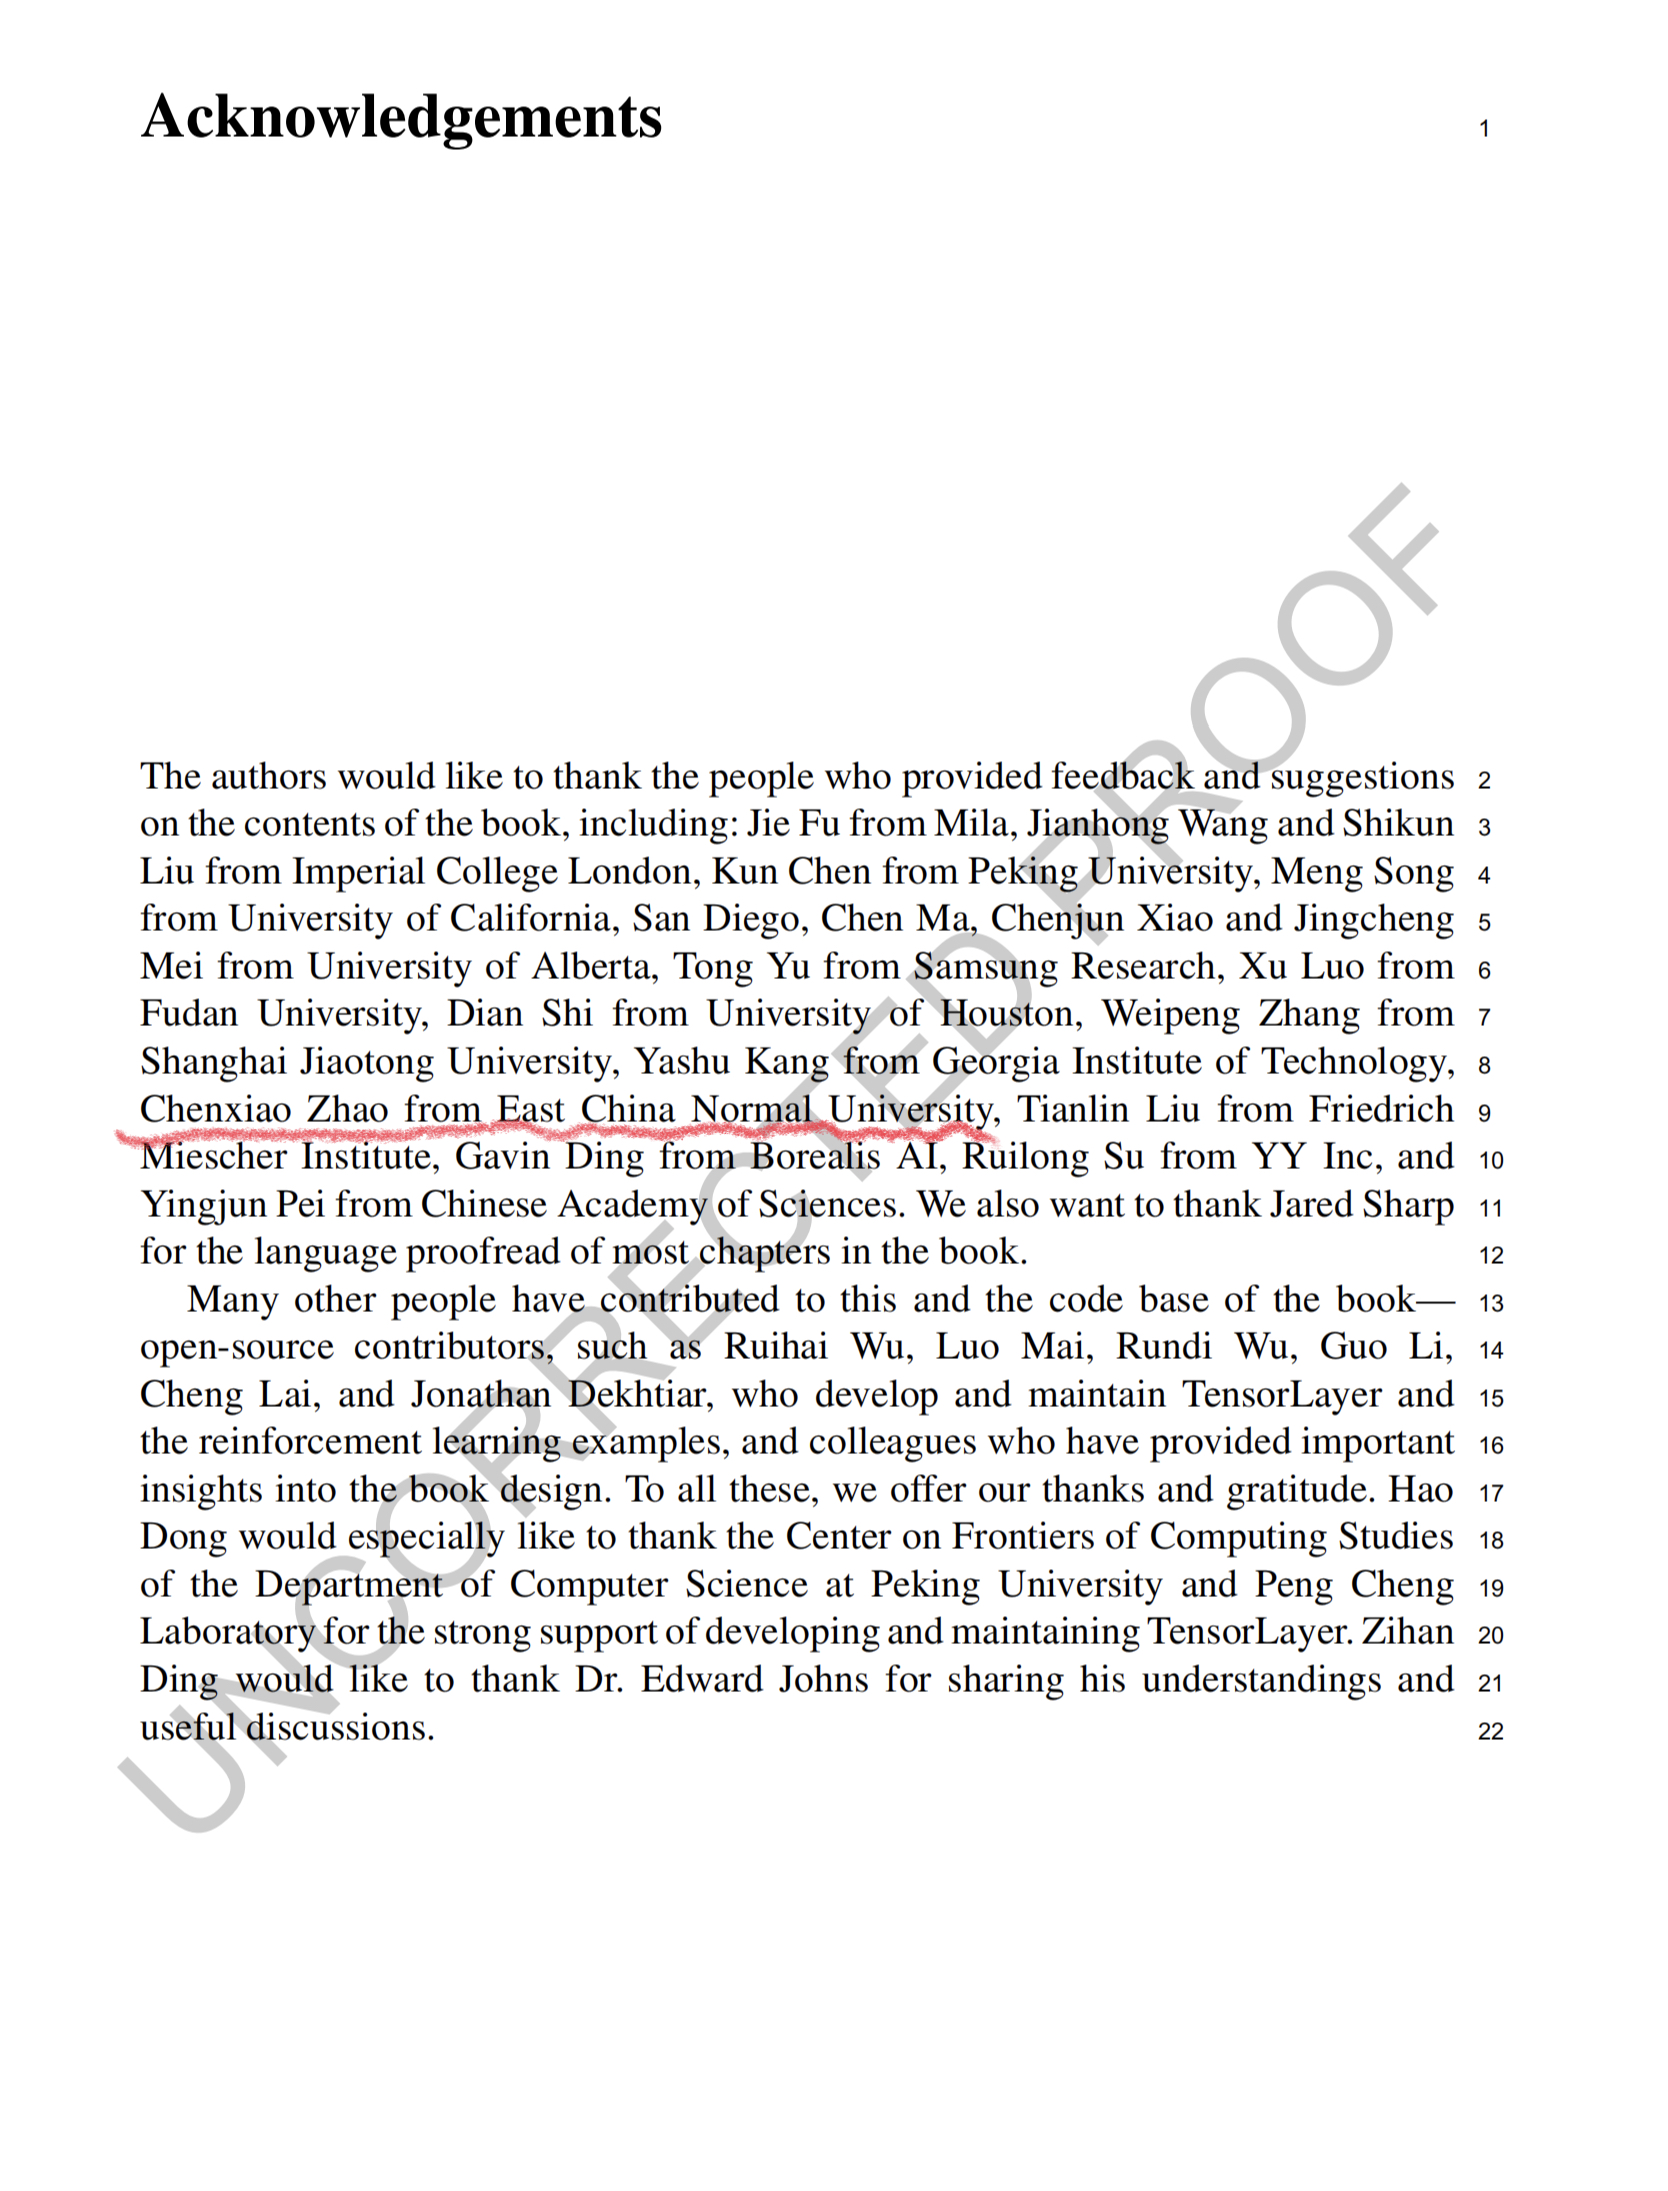 Acknowledgements 1
The authors would like to thank the people who provided feedback and suggestions 2
on the contents of the book, including: Jie Fu from Mila, Jianhong Wang and Shikun 3
Liu from Imperial College London, Kun Chen from Peking University, Meng Song 4
from University of California, San Diego, Chen Ma, Chenjun Xiao and Jingcheng 5
Mei from University of Alberta, Tong Yu from Samsung Research, Xu Luo from 6
Fudan University, Dian Shi from University of Houston, Weipeng Zhang from 7
Shanghai Jiaotong University, Yashu Kang from Georgia Institute of Technology, 8
Chenxiao Zhao from East China Normal University, Tianlin Liu from Friedrich 9
Miescher Institute, Gavin Ding from Borealis AI, Ruilong Su from YY Inc, and 10
Yingjun Pei from Chinese Academy of Sciences. We also want to thank Jared Sharp 11
for the language proofread of most chapters in the book. 12
Many other people have contributed to this and the code base of the book— 13
open-source contributors, such as Ruihai Wu, Luo Mai, Rundi Wu, Guo Li, 14
Cheng Lai, and Jonathan Dekhtiar, who develop and maintain TensorLayer and 15
the reinforcement learning examples, and colleagues who have provided important 16
insights into the book design. To all these, we offer our thanks and gratitude. Hao 17
Dong would especially like to thank the Center on Frontiers of Computing Studies 18
of the Department of Computer Science at Peking University and Peng Cheng 19
Laboratory for the strong support of developing and maintaining TensorLayer. Zihan 20
Ding would like to thank Dr. Edward Johns for sharing his understandings and 21
useful discussions. 22
UNCORRECTED PROOF